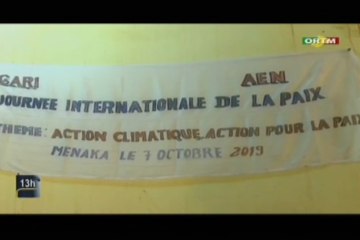 ORTM
GARI AEN
JOURNEE INTERNATIONALE DE LA PAIX
THEME: ACTION CLIMATIQUE, ACTION POUR LA PAIX
MENAKA LE 7 OCTOBRE 2019
13h